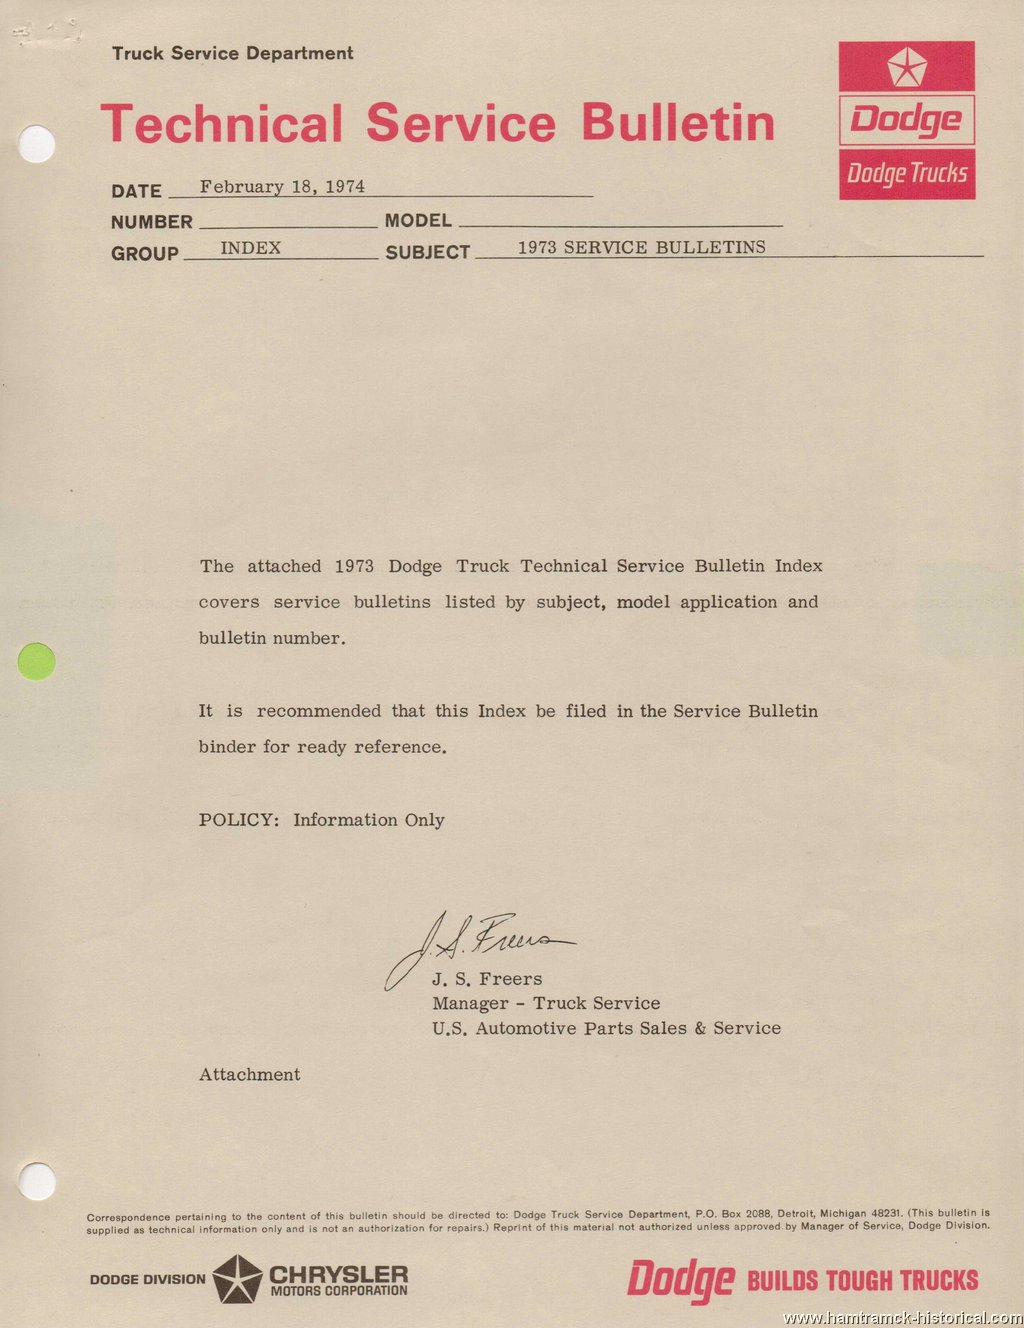 Truck Service Department
Technical Service Bulletin
Dodge
Dodge Trucks
DATE February 18, 1974
NUMBER MODEL
GROUP INDEX SUBJECT 1973 SERVICE BULLETINS
The attached 1973 Dodge Truck Technical Service Bulletin Index
covers service bulletins listed by subject, model application and
bulletin number.
It is recommended that this Index be filed in the Service Bulletin
binder for ready reference.
POLICY: Information Only
J. S. Freers
J. S. Freers
Manager - Truck Service
U.S. Automotive Parts Sales & Service
Attachment
Correspondence pertaining to the content of this bulletin should be directed to: Dodge Truck Service Department, P.O. Box 2088, Detroit, Michigan 48231. (This bulletin is
supplied as technical information only and is not an authorization for repairs.) Reprint of this material not authorized unless approved by Manager of Service, Dodge Division.
DODGE DIVISION CHRYSLER
MOTORS CORPORATION
Dodge BUILDS TOUGH TRUCKS
www.hamtramck-historical.com